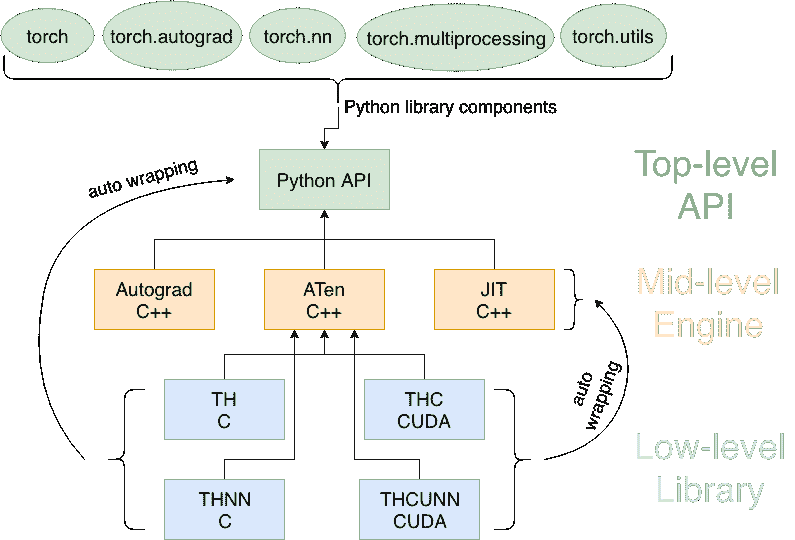 torch
torch.autograd
torch.nn
torch.multiprocessing
torch.utils
Python library components
auto wrapping
Python API
Top-level
API
Autograd
C++
ATen
C++
JIT
C++
Mid-level
Engine
auto
wrapping
TH
C
THC
CUDA
Low-level
Library
THNN
C
THCUNN
CUDA